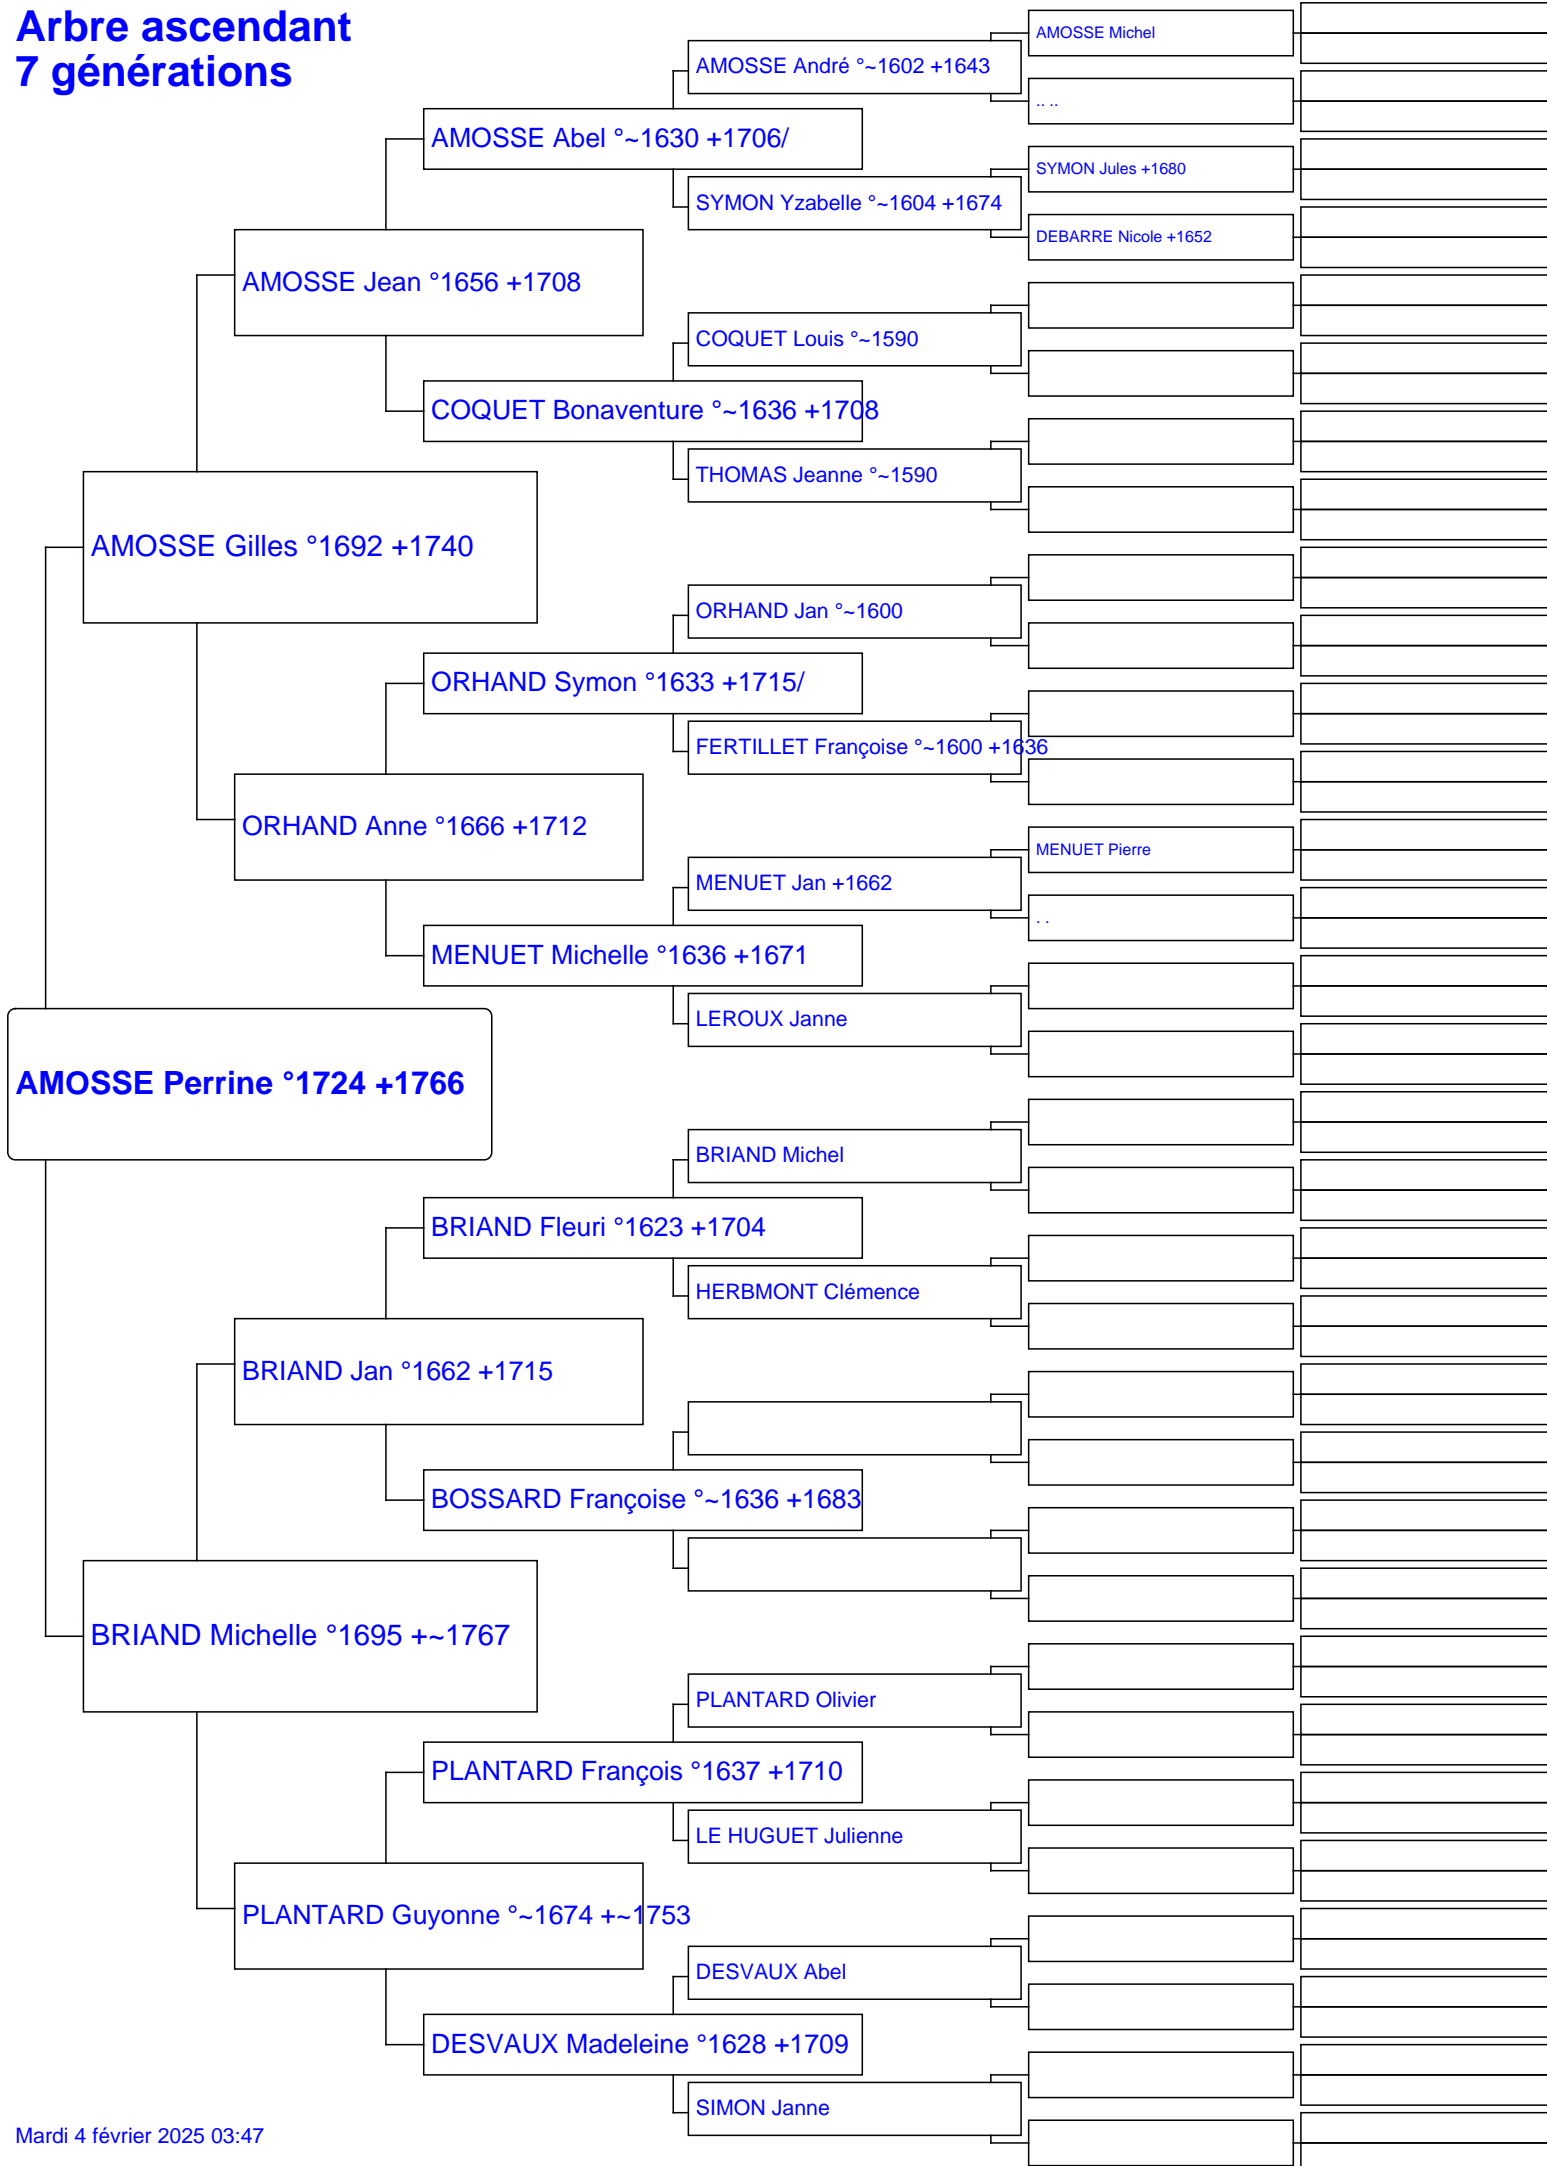 Arbre ascendant
7 générations
AMOSSE Michel
AMOSSE André °~1602 +1643
.. ..
AMOSSE Abel °~1630 +1706/
SYMON Jules +1680
SYMON Yzabelle °~1604 +1674
DEBARRE Nicole +1652
AMOSSE Jean °1656 +1708
COQUET Louis °~1590
COQUET Bonaventure °~1636 +1708
THOMAS Jeanne °~1590
AMOSSE Gilles °1692 +1740
ORHAND Jan °~1600
ORHAND Symon °1633 +1715/
FERTILLET Françoise °~1600 +1636
ORHAND Anne °1666 +1712
MENUET Pierre
MENUET Jan +1662
. .
MENUET Michelle °1636 +1671
LEROUX Janne
AMOSSE Perrine °1724 +1766
BRIAND Michel
BRIAND Fleuri °1623 +1704
HERBMONT Clémence
BRIAND Jan °1662 +1715
BOSSARD Françoise °~1636 +1683
BRIAND Michelle °1695 +~1767
PLANTARD Olivier
PLANTARD François °1637 +1710
LE HUGUET Julienne
PLANTARD Guyonne °~1674 +~1753
DESVAUX Abel
DESVAUX Madeleine °1628 +1709
SIMON Janne
Mardi 4 février 2025 03:47